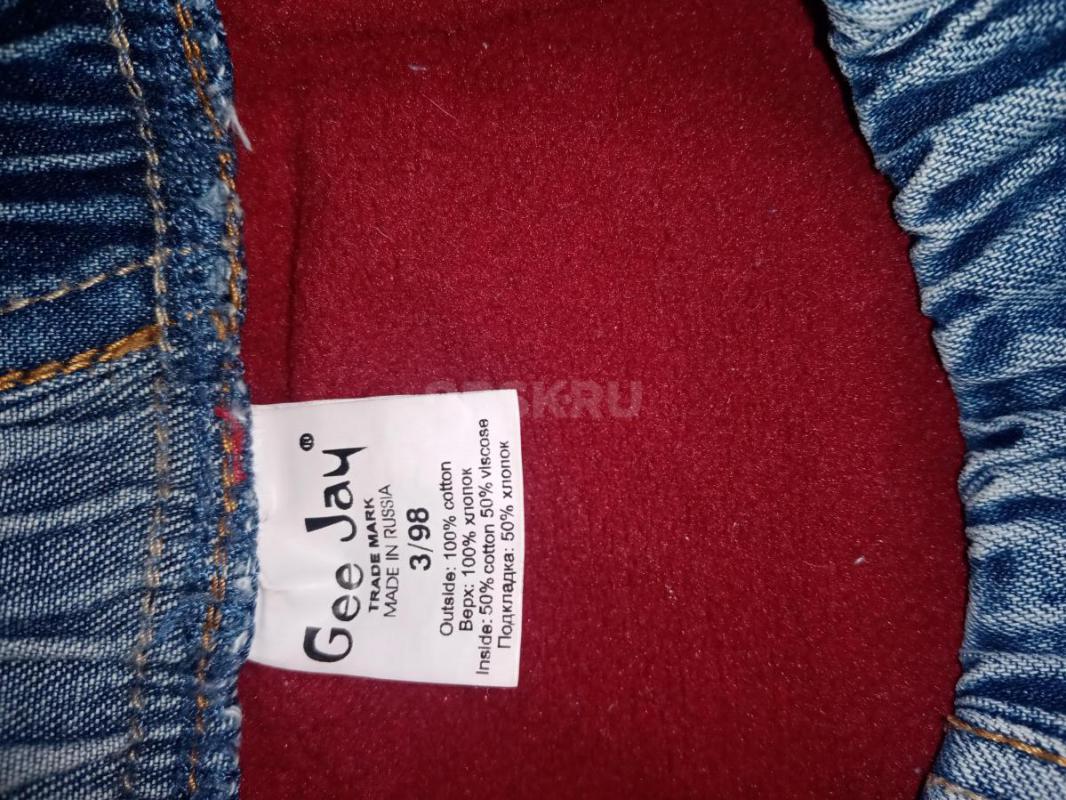 Gee Jay®
TRADE MARK
MADE IN RUSSIA
3/98
Outside: 100% cotton
Верх: 100% хлопок
Inside: 50% cotton 50% viscose
Подкладка: 50% хлопок